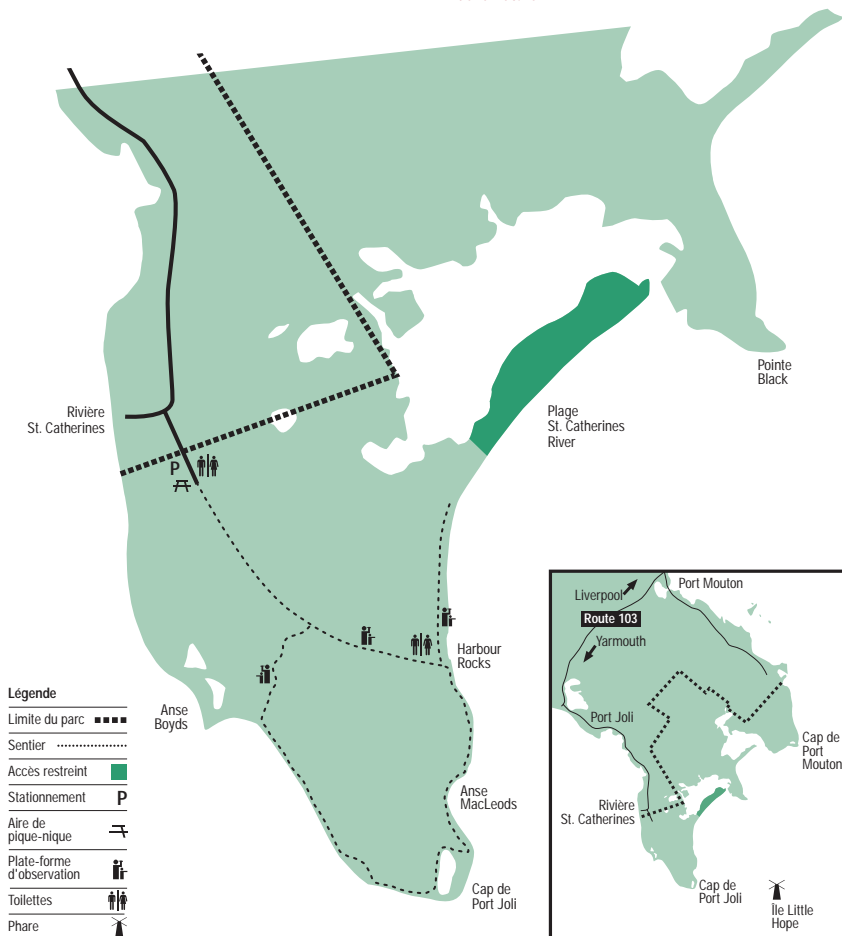 Pointe
Black
Rivière
St. Catherines
Plage
St. Catherines
River
P
Harbour
Rocks
Anse
Boyds
Anse
MacLeods
Cap de
Port Joli
Légende
Limite du parc
Sentier
Accès restreint
Stationnement P
Aire de
pique-nique
Plate-forme
d'observation
Toilettes
Phare
Port Mouton
Liverpool
Route 103
Yarmouth
Port Joli
Cap de
Port
Mouton
Rivière
St. Catherines
Cap de
Port Joli
Île Little
Hope